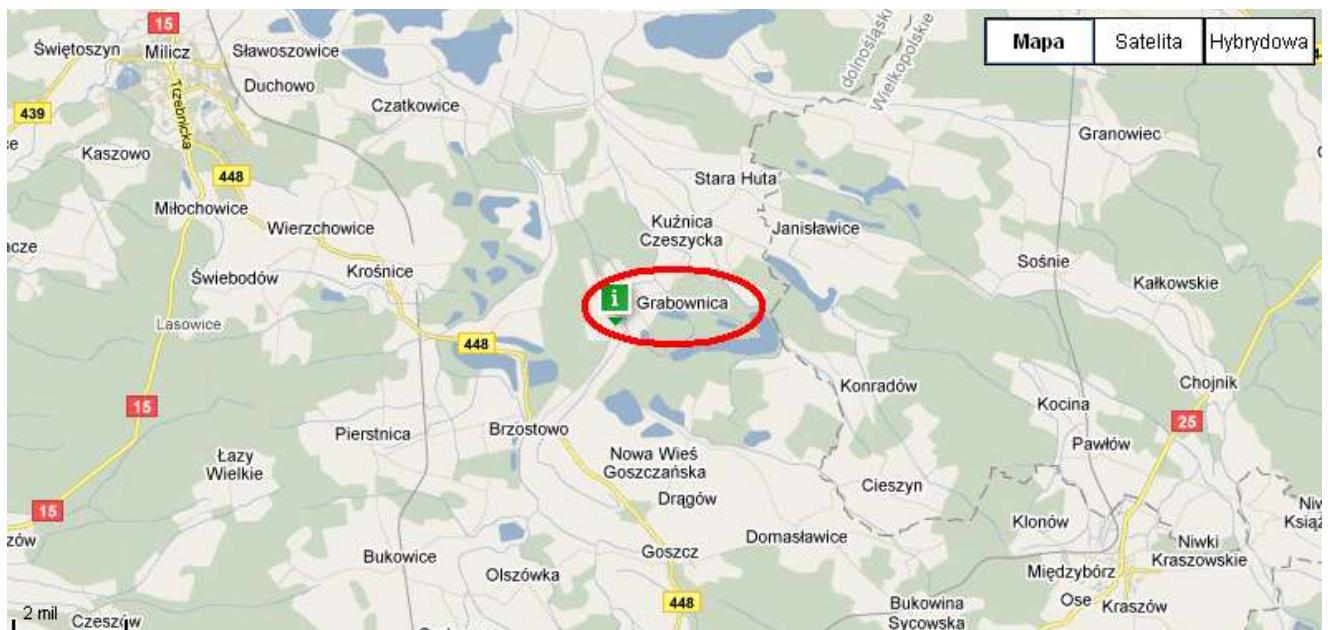 15
Mapa
Satelita
Hybrydowa
Świętoszyn
Milicz
Sławoszowice
dolnośląski
Wielkopolskie
Duchowo
Czatkowice
Trzebnicka
439
Granowiec
Kaszowo
448
Stara Huta
Miłochowice
Kuźnica
Czeszycka
Janisławice
Wierzchowice
Sośnie
Krośnice
Świebodów
Kałkowskie
i
Grabownica
Lasowice
448
Konradów
Chojnik
15
Kocina
25
Pierstnica
Brzostowo
Pawłów
Łazy
Wielkie
Nowa Wieś
Goszczańska
Cieszyn
Drągów
15
Klonów
Domasławice
Niwki
Kraszowskie
Bukowice
Goszcz
Olszówka
Międzybórz
448
Bukowina
Sycowska
Ose
Kraszów
2 mil
Czeszów